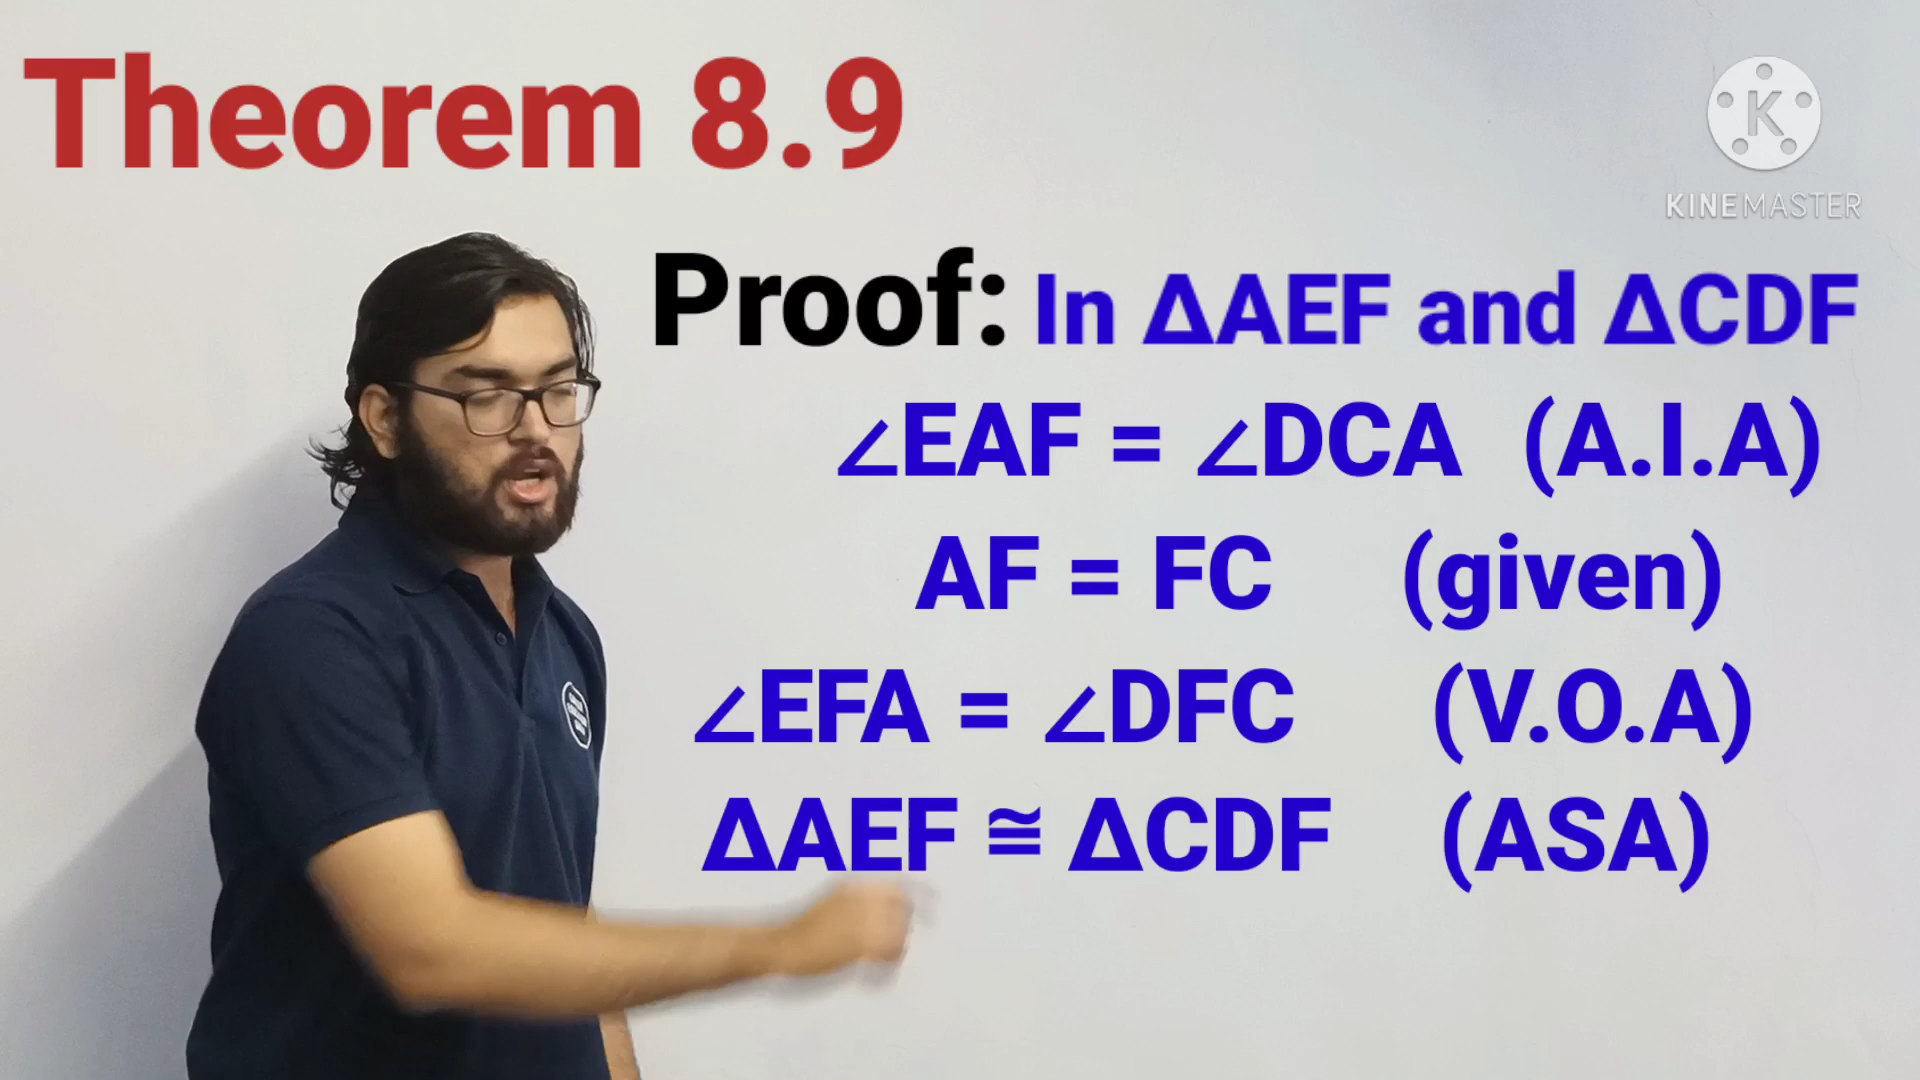 Theorem 8.9
K
KINEMASTER
Proof: In ΔAEF and ΔCDF
∠EAF = ∠DCA (A.I.A)
AF = FC (given)
∠EFA = ∠DFC (V.O.A)
ΔAEF ≅ ΔCDF (ASA)